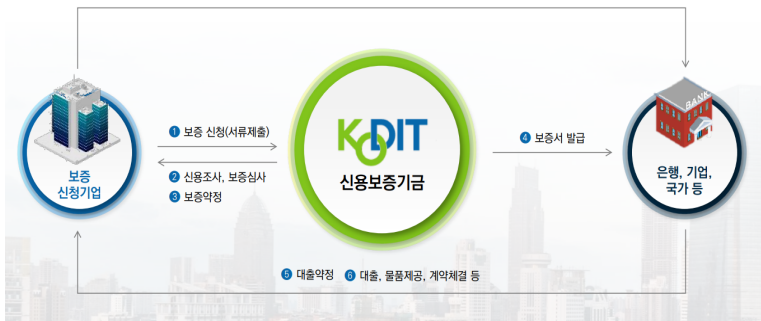 BANK
❶ 보증 신청(서류제출)
KODIT
❹ 보증서 발급
보증
신청기업
❷ 신용조사, 보증심사
신용보증기금
은행, 기업,
국가 등
❸ 보증약정
❺ 대출약정 ❻ 대출, 물품제공, 계약체결 등